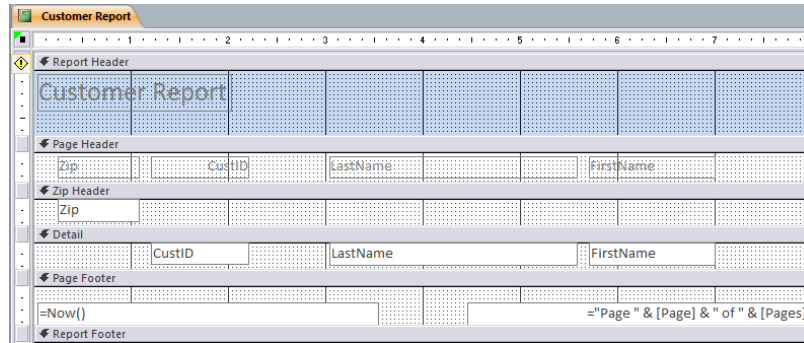 Customer Report
1 2 3 4 5 6 7
Report Header
Customer Report
Page Header
Zip CustID LastName FirstName
Zip Header
Zip
Detail
CustID LastName FirstName
Page Footer
=Now() ="Page " & [Page] & " of " & [Pages]
Report Footer